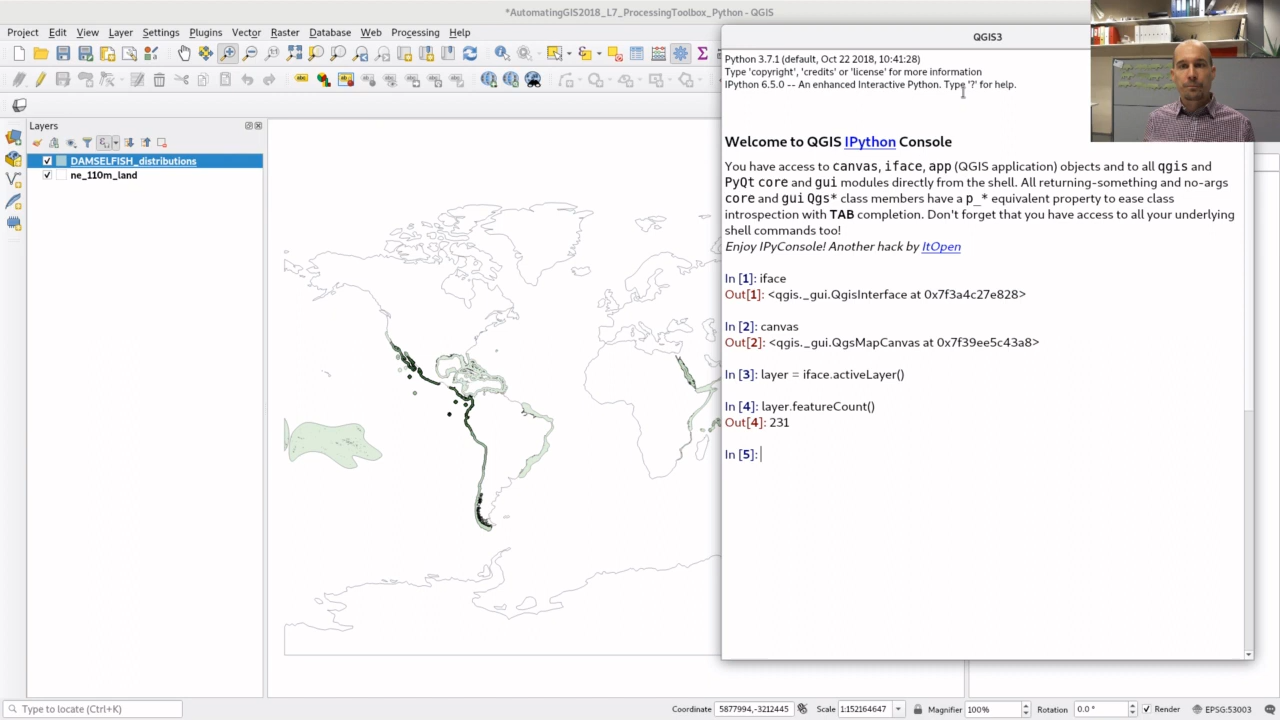 *AutomatingGIS2018_L7_ProcessingToolbox_Python - QGIS
Project Edit View Layer Settings Plugins Vector Raster Database Web Processing Help
Layers
DAMSELFISH_distributions
ne_110m_land
QGIS3
Python 3.7.1 (default, Oct 22 2018, 10:41:28)
Type 'copyright', 'credits' or 'license' for more information
IPython 6.5.0 -- An enhanced Interactive Python. Type '?' for help.
Welcome to QGIS IPython Console
You have access to canvas, iface, app (QGIS application) objects and to all qgis and
PyQt core and gui modules directly from the shell. All returning-something and no-args
core and gui Qgs* class members have a p_* equivalent property to ease class
introspection with TAB completion. Don't forget that you have access to all your underlying
shell commands too!
Enjoy IPyConsole! Another hack by ItOpen
In [1]: iface
Out[1]: <qgis._gui.QgisInterface at 0x7f3a4c27e828>
In [2]: canvas
Out[2]: <qgis._gui.QgsMapCanvas at 0x7f39ee5c43a8>
In [3]: layer = iface.activeLayer()
In [4]: layer.featureCount()
Out[4]: 231
In [5]:
Type to locate (Ctrl+K) Coordinate 5877994,-3212445 Scale 1:152164647 Magnifier 100% Rotation 0.0 ° Render EPSG:53003